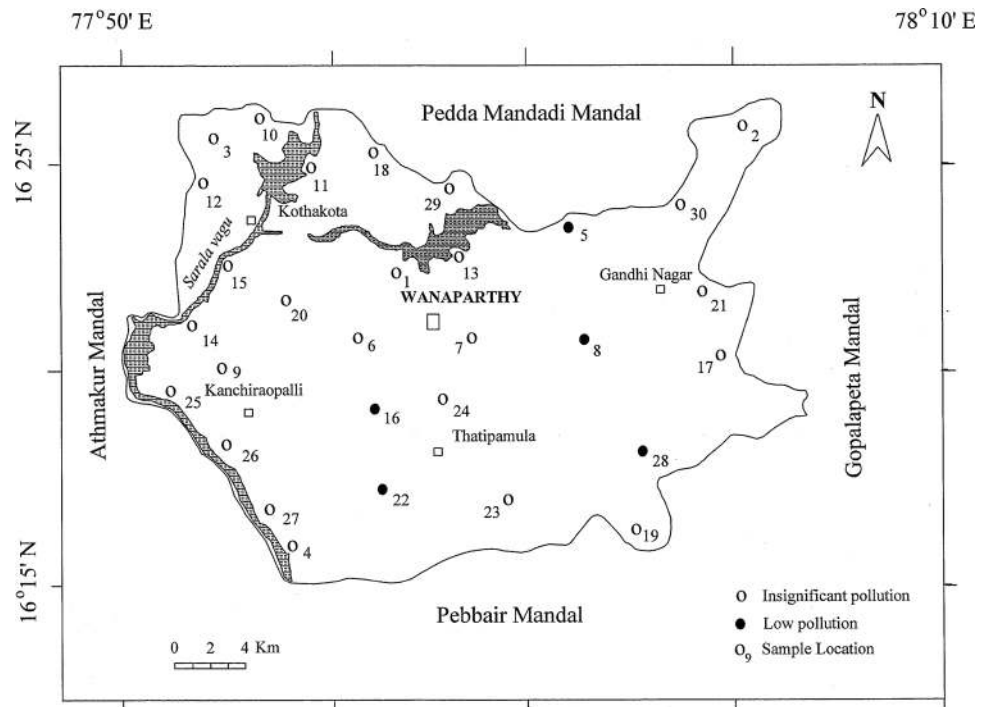 77°50' E
78°10' E
Pedda Mandadi Mandal
N
16 25' N
10
3
2
18
11
12
29
30
Kothakota
5
Sarala vagu
13
1
Gandhi Nagar
15
21
WANAPARTHY
20
14
6
7
8
17
9
Kanchiraopalli
25
24
16
Thatipamula
26
28
22
23
27
19
4
Athmakur Mandal
Gopalapeta Mandal
16°15' N
Pebbair Mandal
Insignificant pollution
Low pollution
9 Sample Location
0 2 4 Km